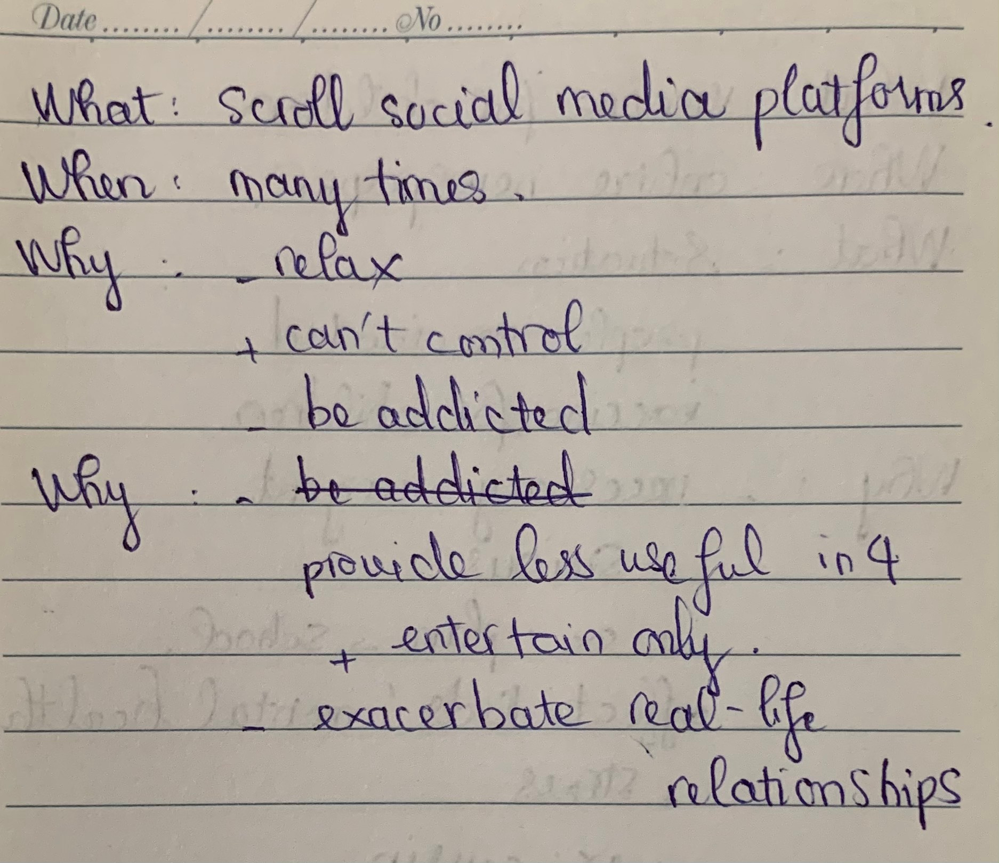 Date ......../......../........ No ........
What: Scroll social media platforms.
When: many times.
Why: - relax
+ can't control
- be addicted
Why: - ~~be addicted~~
provide less useful in4
+ entertain only.
- exacerbate real-life
relationships